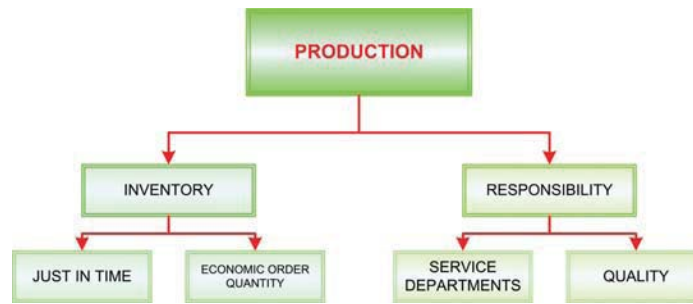 PRODUCTION
INVENTORY
RESPONSIBILITY
JUST IN TIME
ECONOMIC ORDER
QUANTITY
SERVICE
DEPARTMENTS
QUALITY